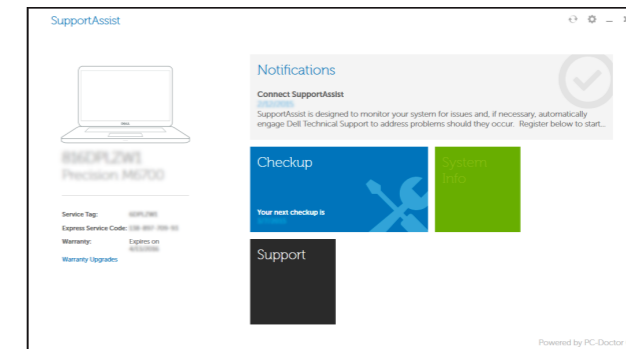 SupportAssist
Notifications
Connect SupportAssist
SupportAssist is designed to monitor your system for issues and, if necessary, automatically
engage Dell Technical Support to address problems should they occur. Register below to start...
Precision M6700
Checkup
System
Info
Your next checkup is
Service Tag:
Express Service Code:
Warranty: Expires on
Warranty Upgrades
Support
Powered by PC-Doctor